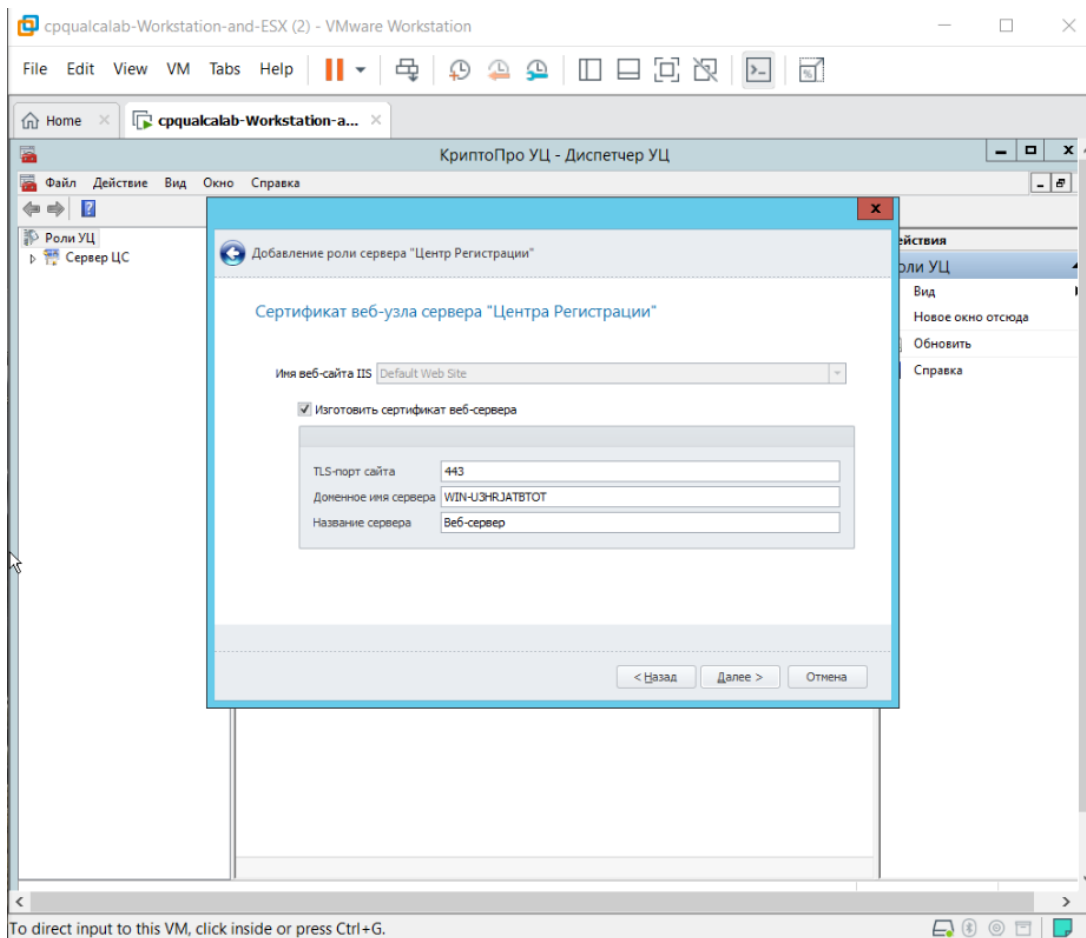 cpqualcalab-Workstation-and-ESX (2) - VMware Workstation
File Edit View VM Tabs Help
Home
cpqualcalab-Workstation-a...
КриптоПро УЦ - Диспетчер УЦ
Файл Действие Вид Окно Справка
Роли УЦ
Сервер ЦС
Добавление роли сервера "Центр Регистрации"
Сертификат веб-узла сервера "Центра Регистрации"
Имя веб-сайта IIS Default Web Site
Изготовить сертификат веб-сервера
TLS-порт сайта 443
Доменное имя сервера WIN-U3HRJATBTOT
Название сервера Веб-сервер
< Назад Далее > Отмена
ействия
оли УЦ
Вид
Новое окно отсюда
Обновить
Справка
To direct input to this VM, click inside or press Ctrl+G.